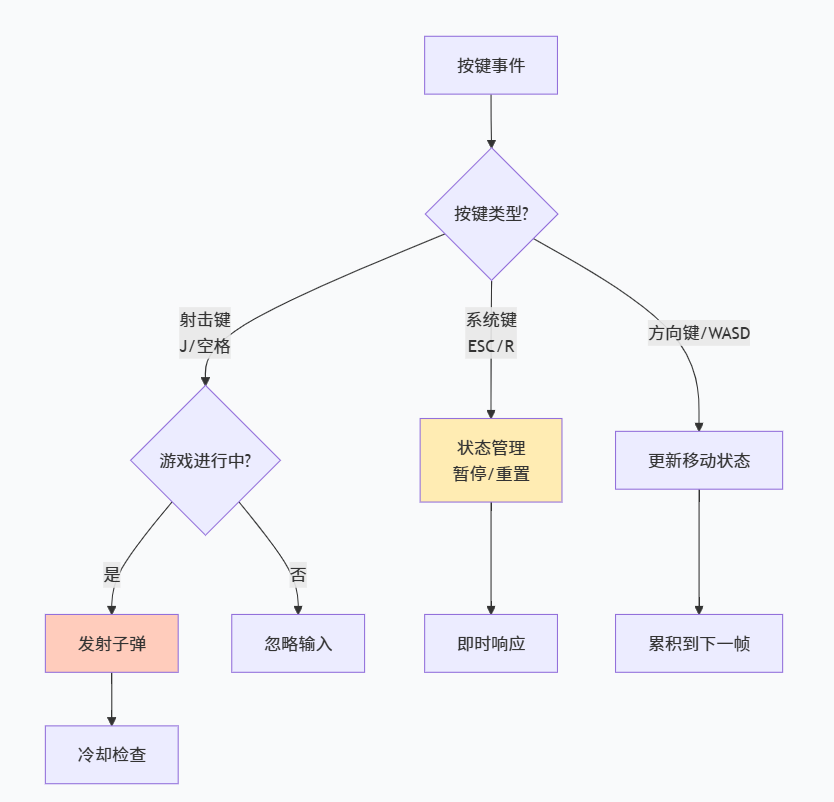 按键事件
按键类型?
射击键
J/空格
系统键
ESC/R
方向键/WASD
游戏进行中?
状态管理
暂停/重置
更新移动状态
是
否
发射子弹
忽略输入
即时响应
累积到下一帧
冷却检查